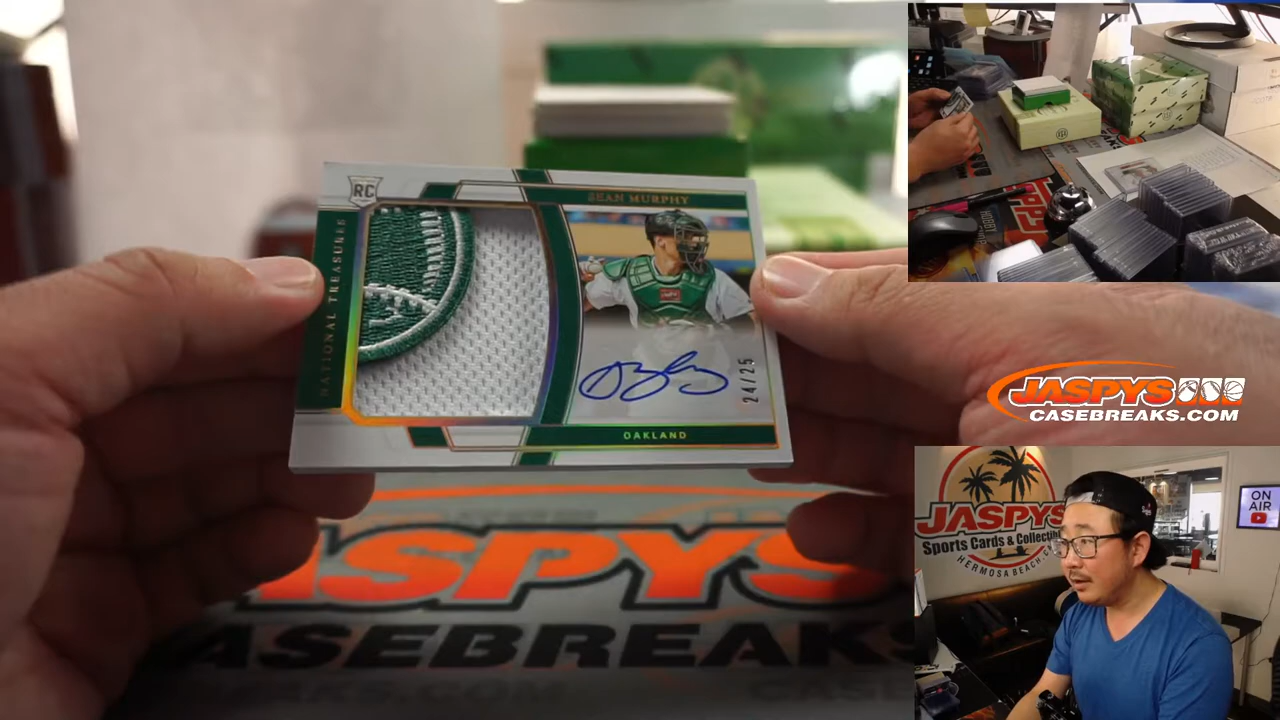 RC
NATIONAL TREASURES
SEAN MURPHY
24/25
OAKLAND
JASPYS
CASEBREAKS
JASPYS
CASEBREAKS.COM
JASPYS
Sports Cards & Collectibl
HERMOSA BEACH, C
ON
AIR